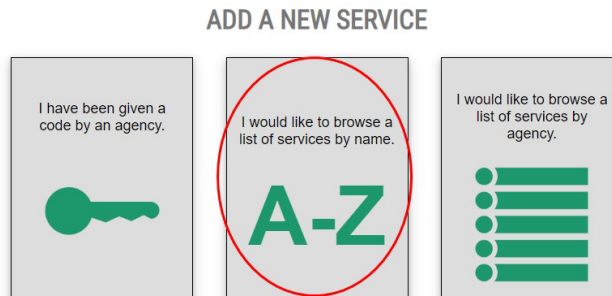 ADD A NEW SERVICE
I have been given a
code by an agency.
I would like to browse a
list of services by name.
A-Z
I would like to browse a
list of services by
agency.